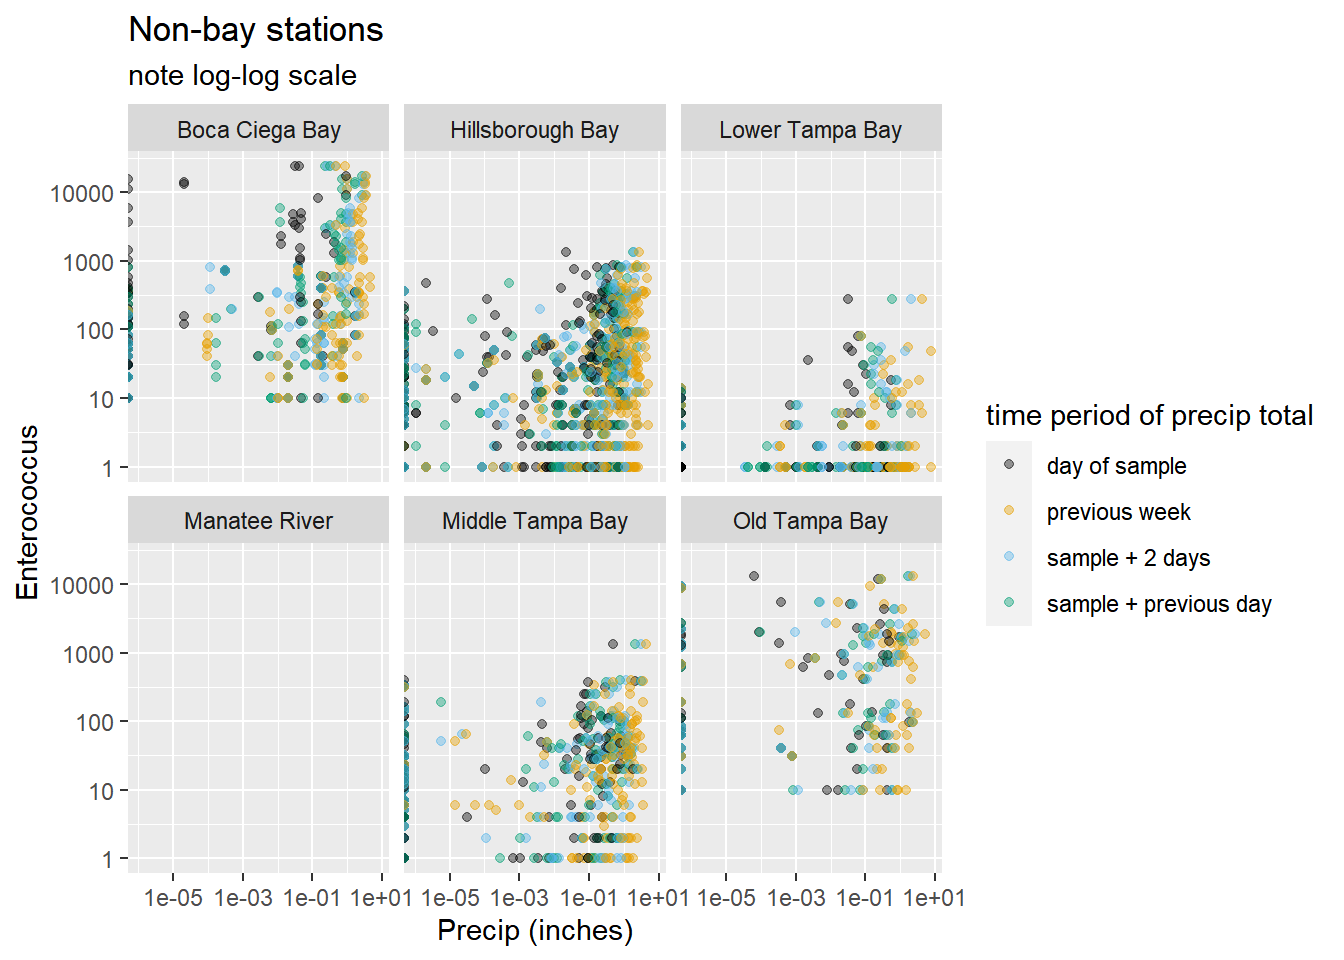 Non-bay stations
note log-log scale
Boca Ciega Bay
Hillsborough Bay
Lower Tampa Bay
10000
1000
100
10
1
Manatee River
Middle Tampa Bay
Old Tampa Bay
10000
1000
100
10
1
1e-05 1e-03 1e-01 1e+01
1e-05 1e-03 1e-01 1e+01
1e-05 1e-03 1e-01 1e+01
Precip (inches)
Enterococcus
time period of precip total
day of sample
previous week
sample + 2 days
sample + previous day